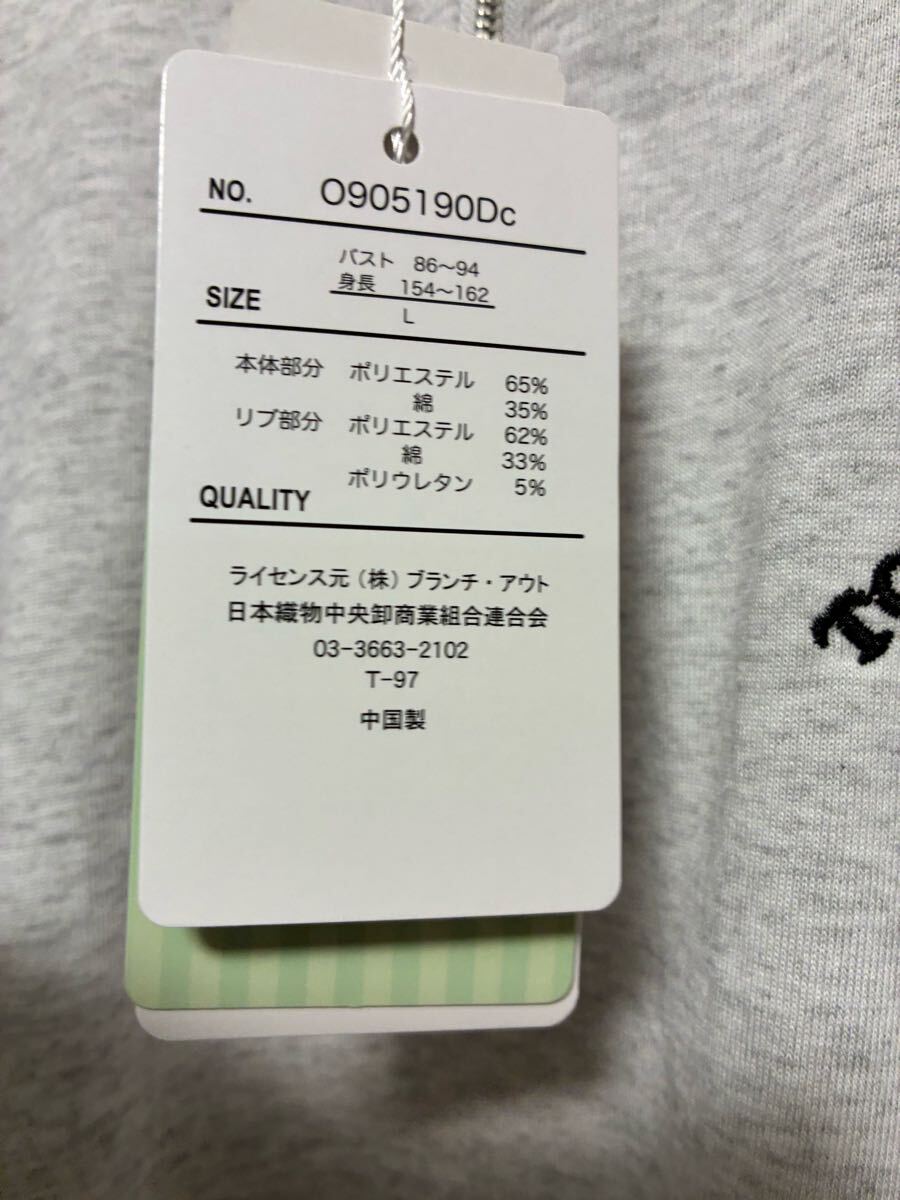 NO. O905190Dc
バスト 86〜94
身長 154〜162
SIZE
L
本体部分 ポリエステル 65%
綿 35%
リブ部分 ポリエステル 62%
綿 33%
ポリウレタン 5%
QUALITY
ライセンス元（株）ブランチ・アウト
日本織物中央卸商業組合連合会
03-3663-2102
T-97
中国製